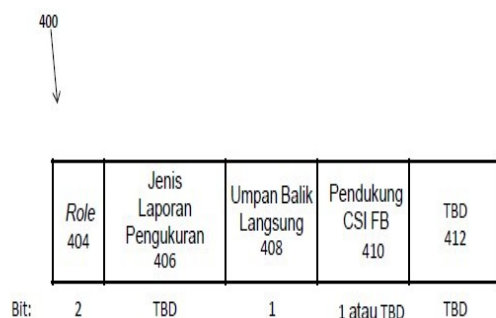 400
Role
404
Jenis
Laporan
Pengukuran
406
Umpan Balik
Langsung
408
Pendukung
CSI FB
410
TBD
412
Bit: 2 TBD 1 1 atau TBD TBD